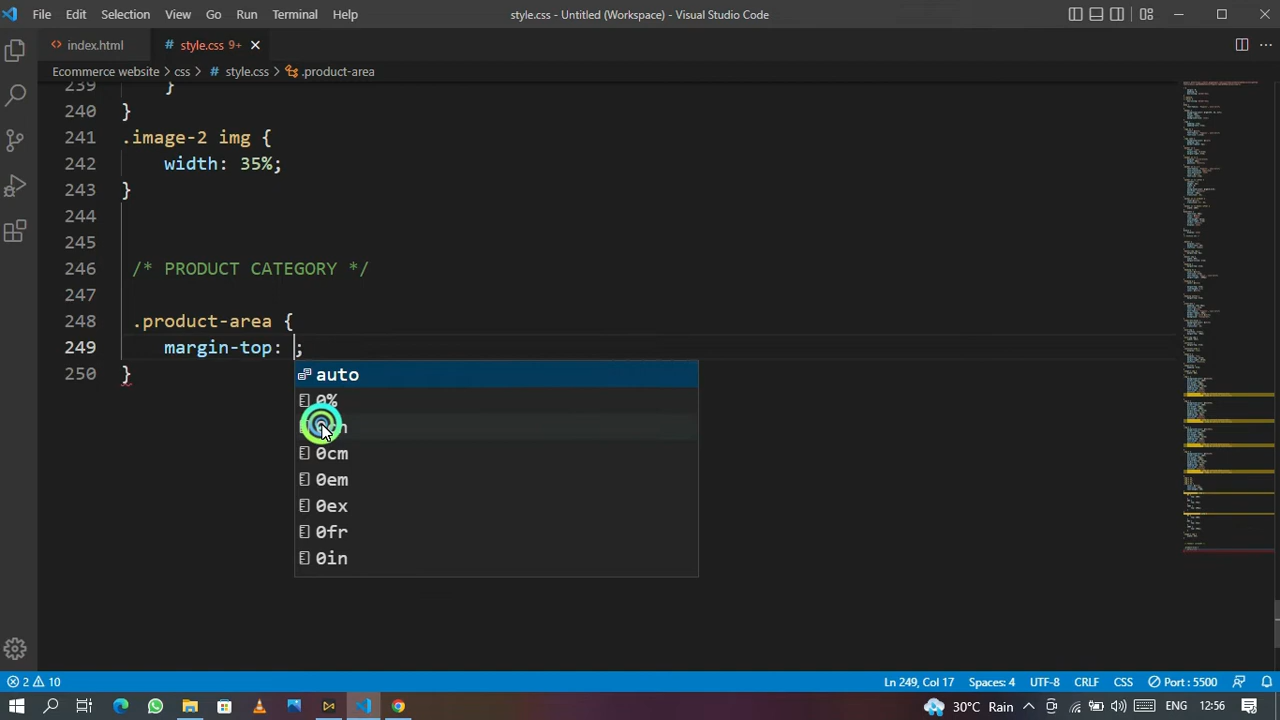 File Edit Selection View Go Run Terminal Help
style.css - Untitled (Workspace) - Visual Studio Code
index.html
# style.css 9+
Ecommerce website > css > # style.css > .product-area
239 }
240 }
241 .image-2 img {
242 width: 35%;
243 }
244
245
246 /* PRODUCT CATEGORY */
247
248 .product-area {
249 margin-top: ;
250 }
auto
0%
0cm
0em
0ex
0fr
0in
2 10
Ln 249, Col 17 Spaces: 4 UTF-8 CRLF CSS Port : 5500
30°C Rain ENG 12:56